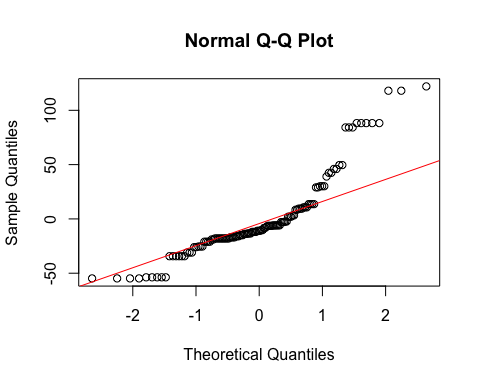 Normal Q-Q Plot
Sample Quantiles
100
50
0
-50
-2 -1 0 1 2
Theoretical Quantiles